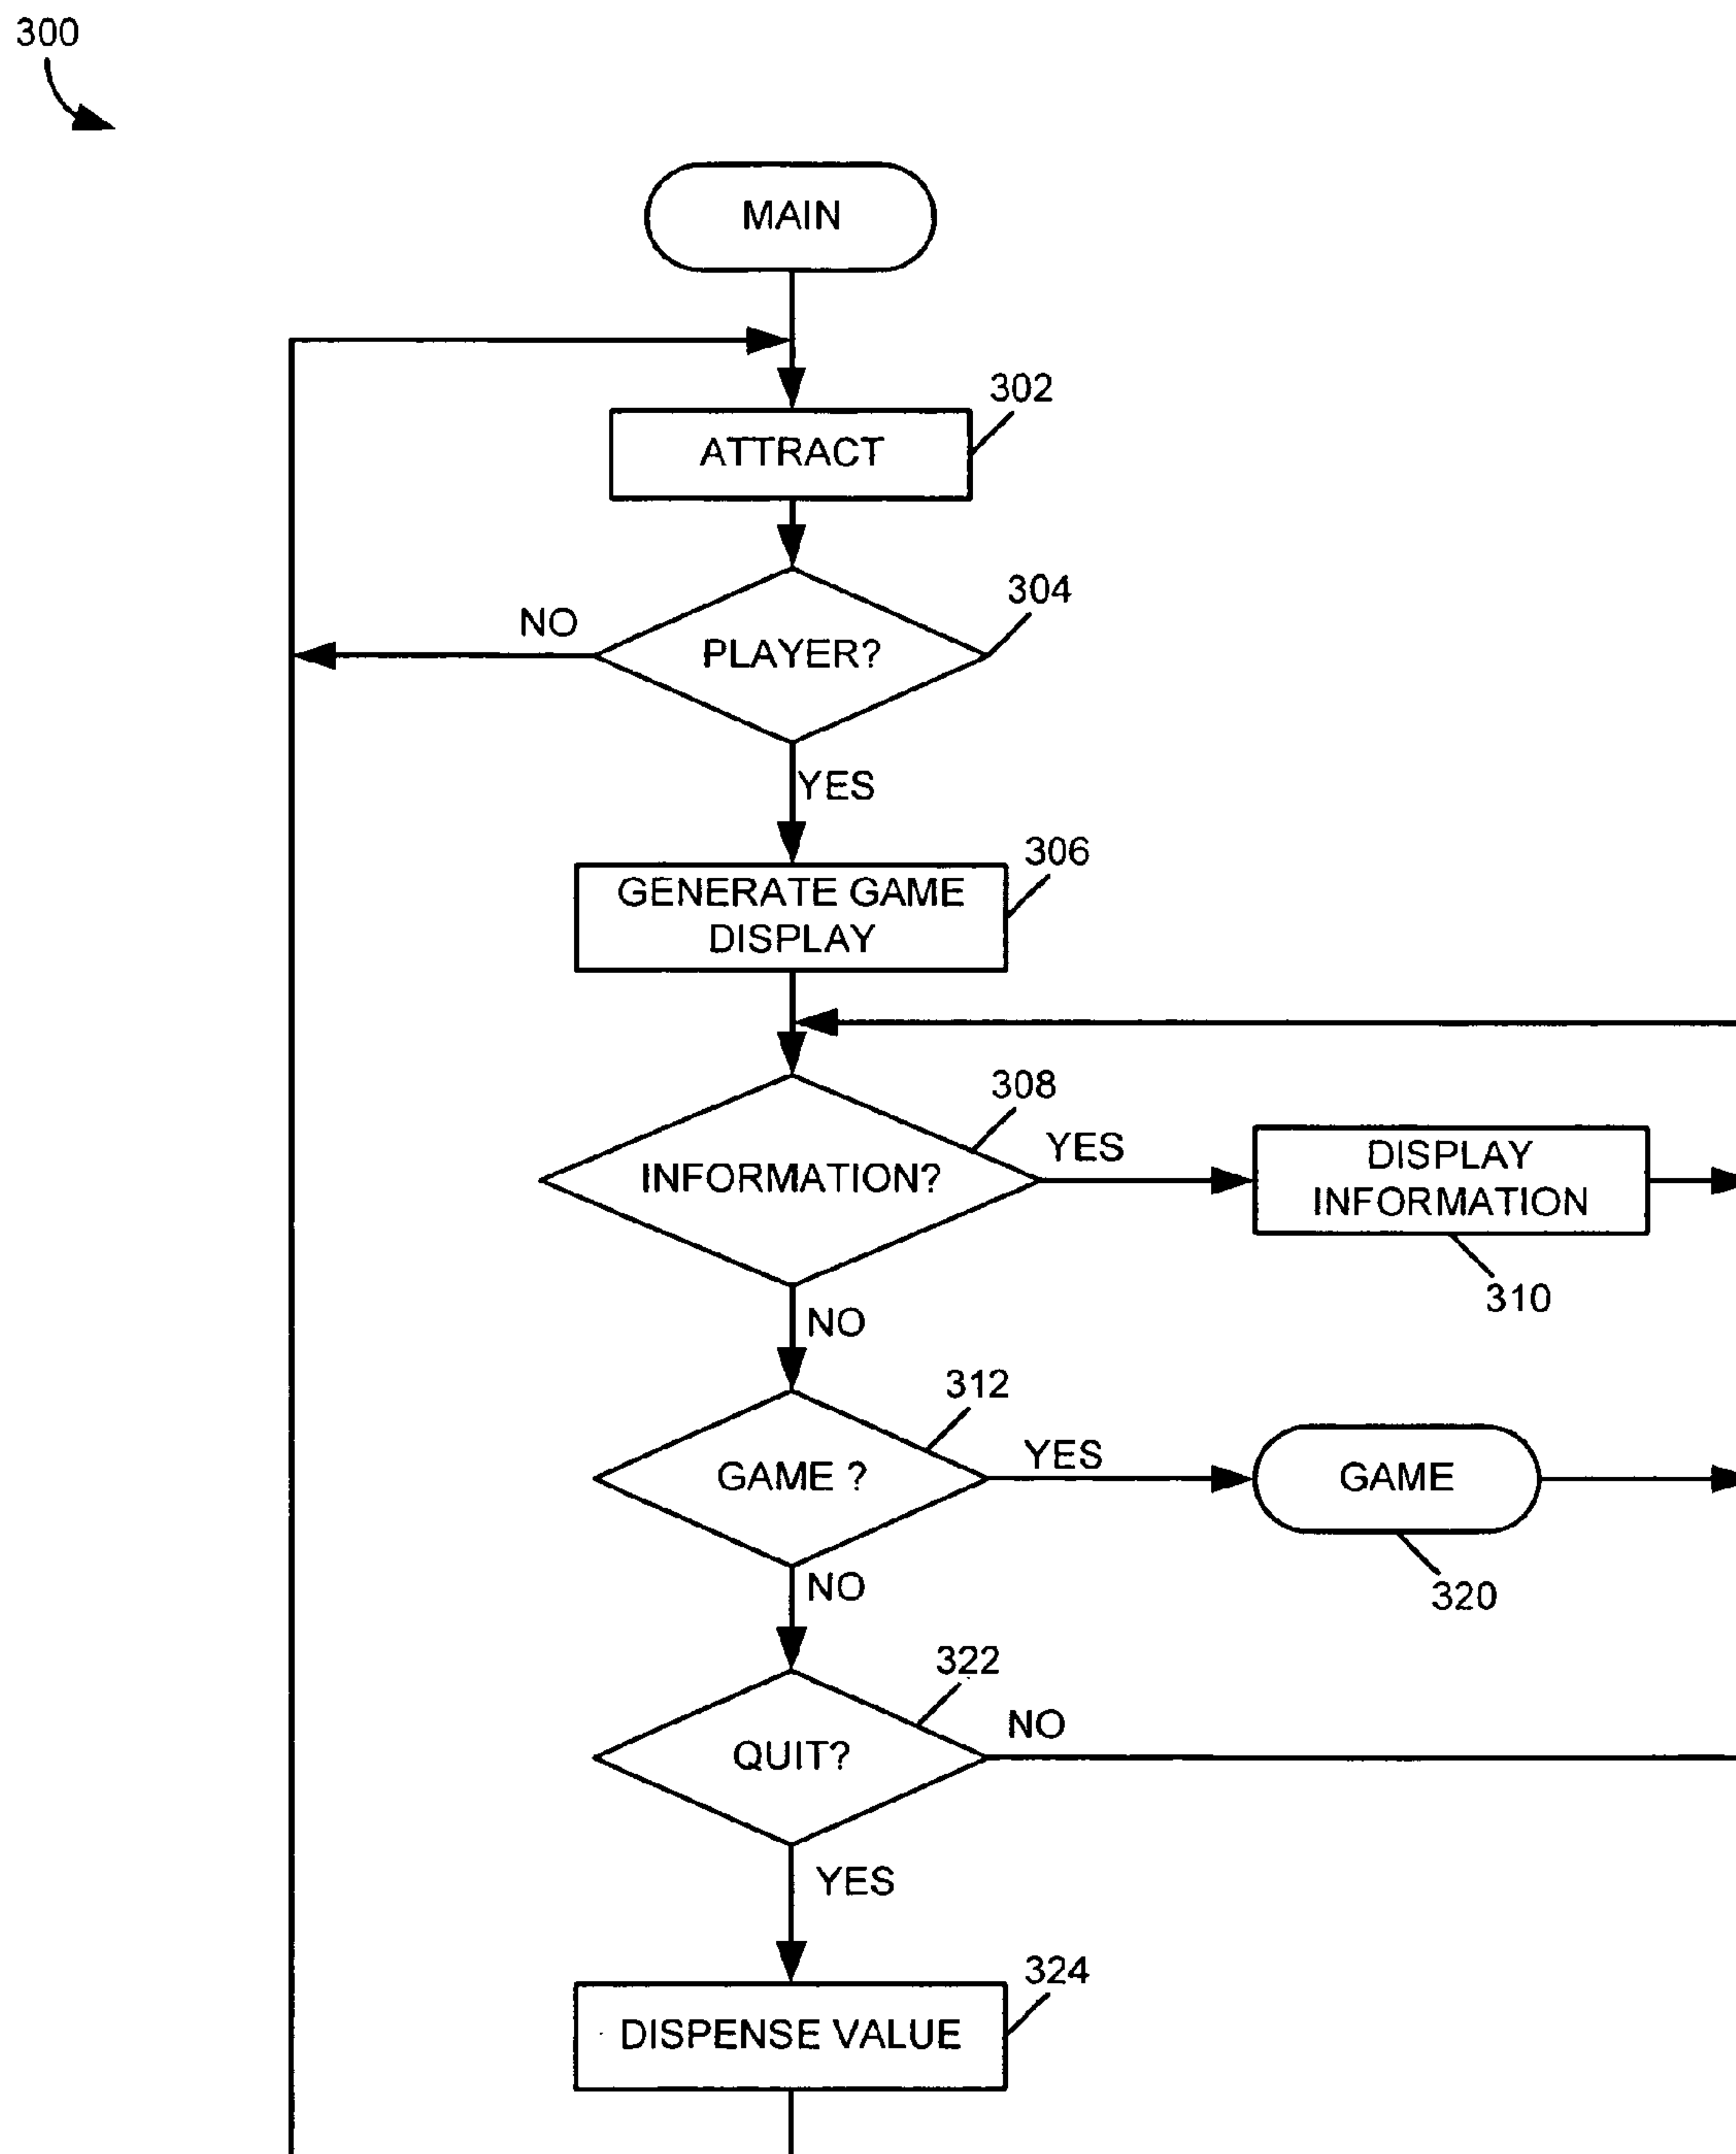 300
MAIN
302
ATTRACT
304
NO
PLAYER?
YES
306
GENERATE GAME
DISPLAY
308
YES
INFORMATION?
DISPLAY
INFORMATION
310
NO
312
YES
GAME ?
GAME
320
NO
322
NO
QUIT?
YES
324
DISPENSE VALUE